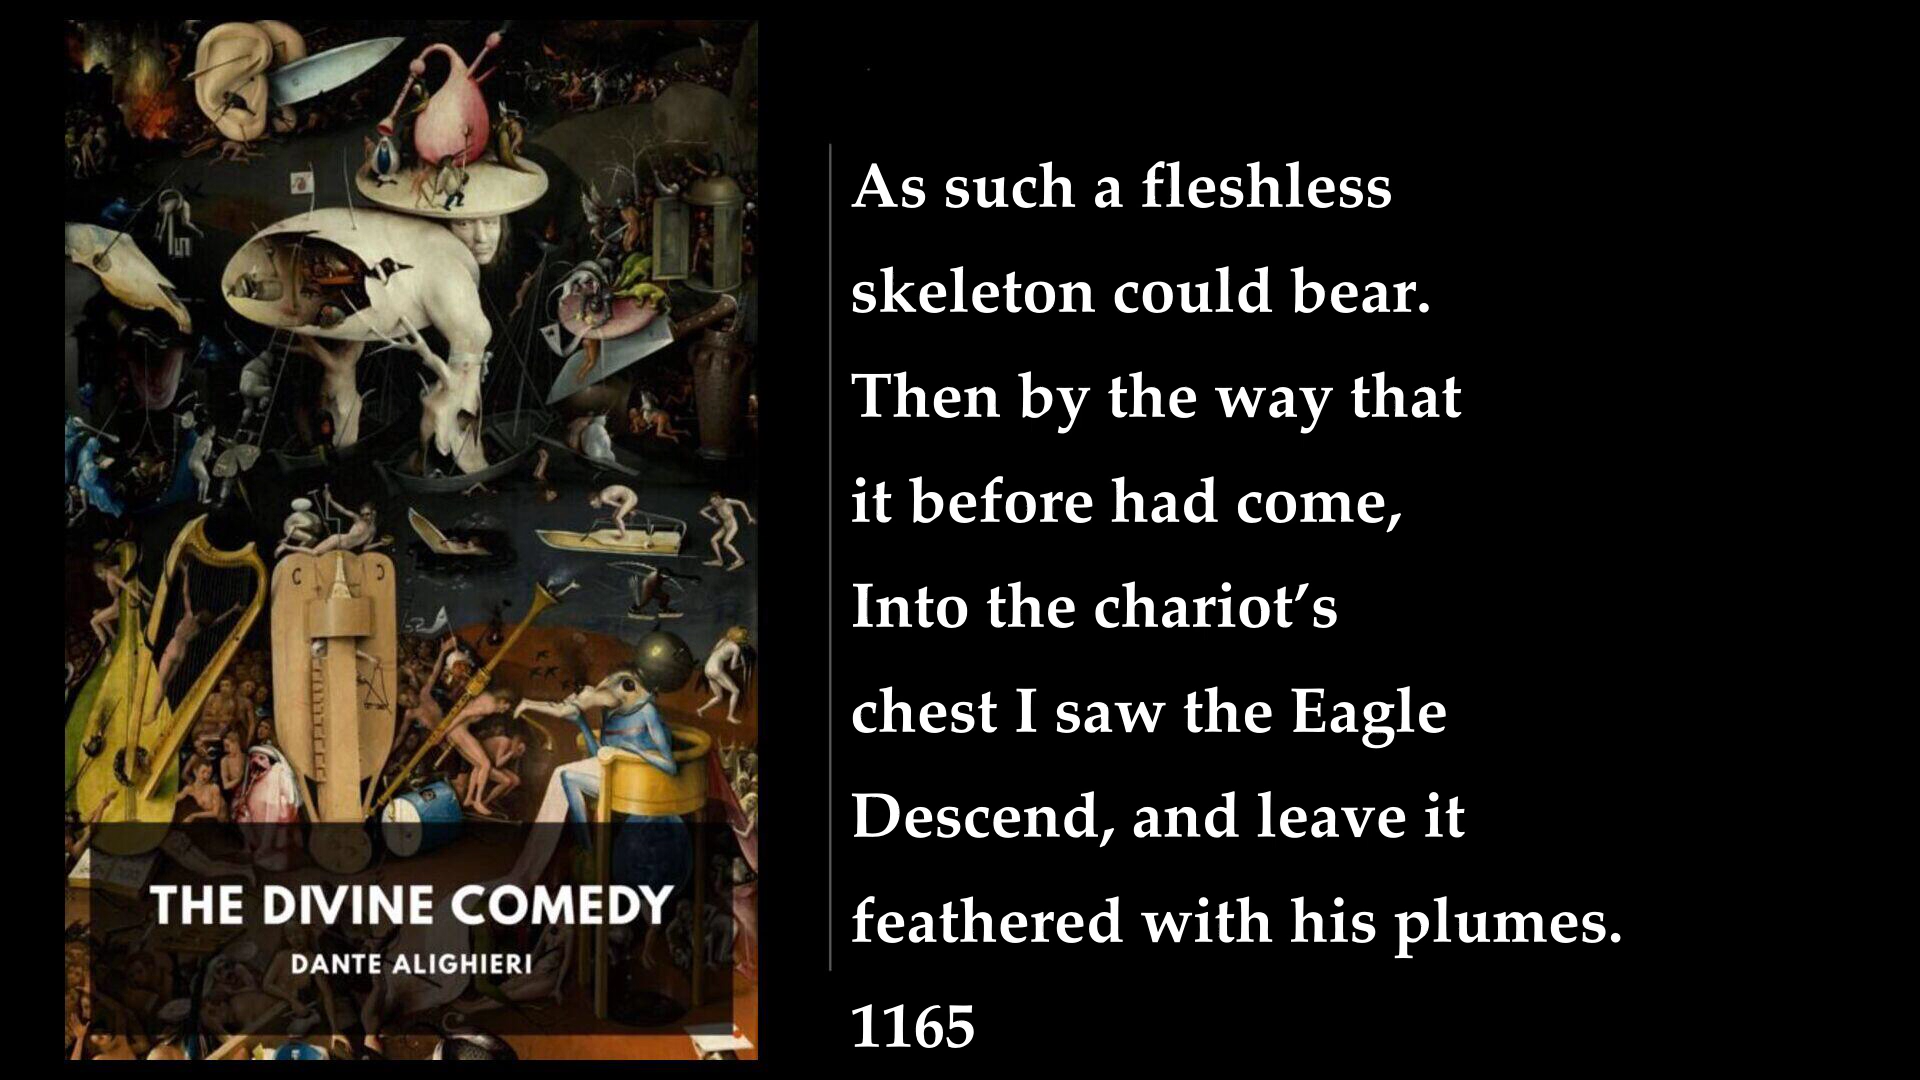 As such a fleshless
skeleton could bear.
Then by the way that
it before had come,
Into the chariot’s
chest I saw the Eagle
Descend, and leave it
feathered with his plumes.
1165
THE DIVINE COMEDY
DANTE ALIGHIERI